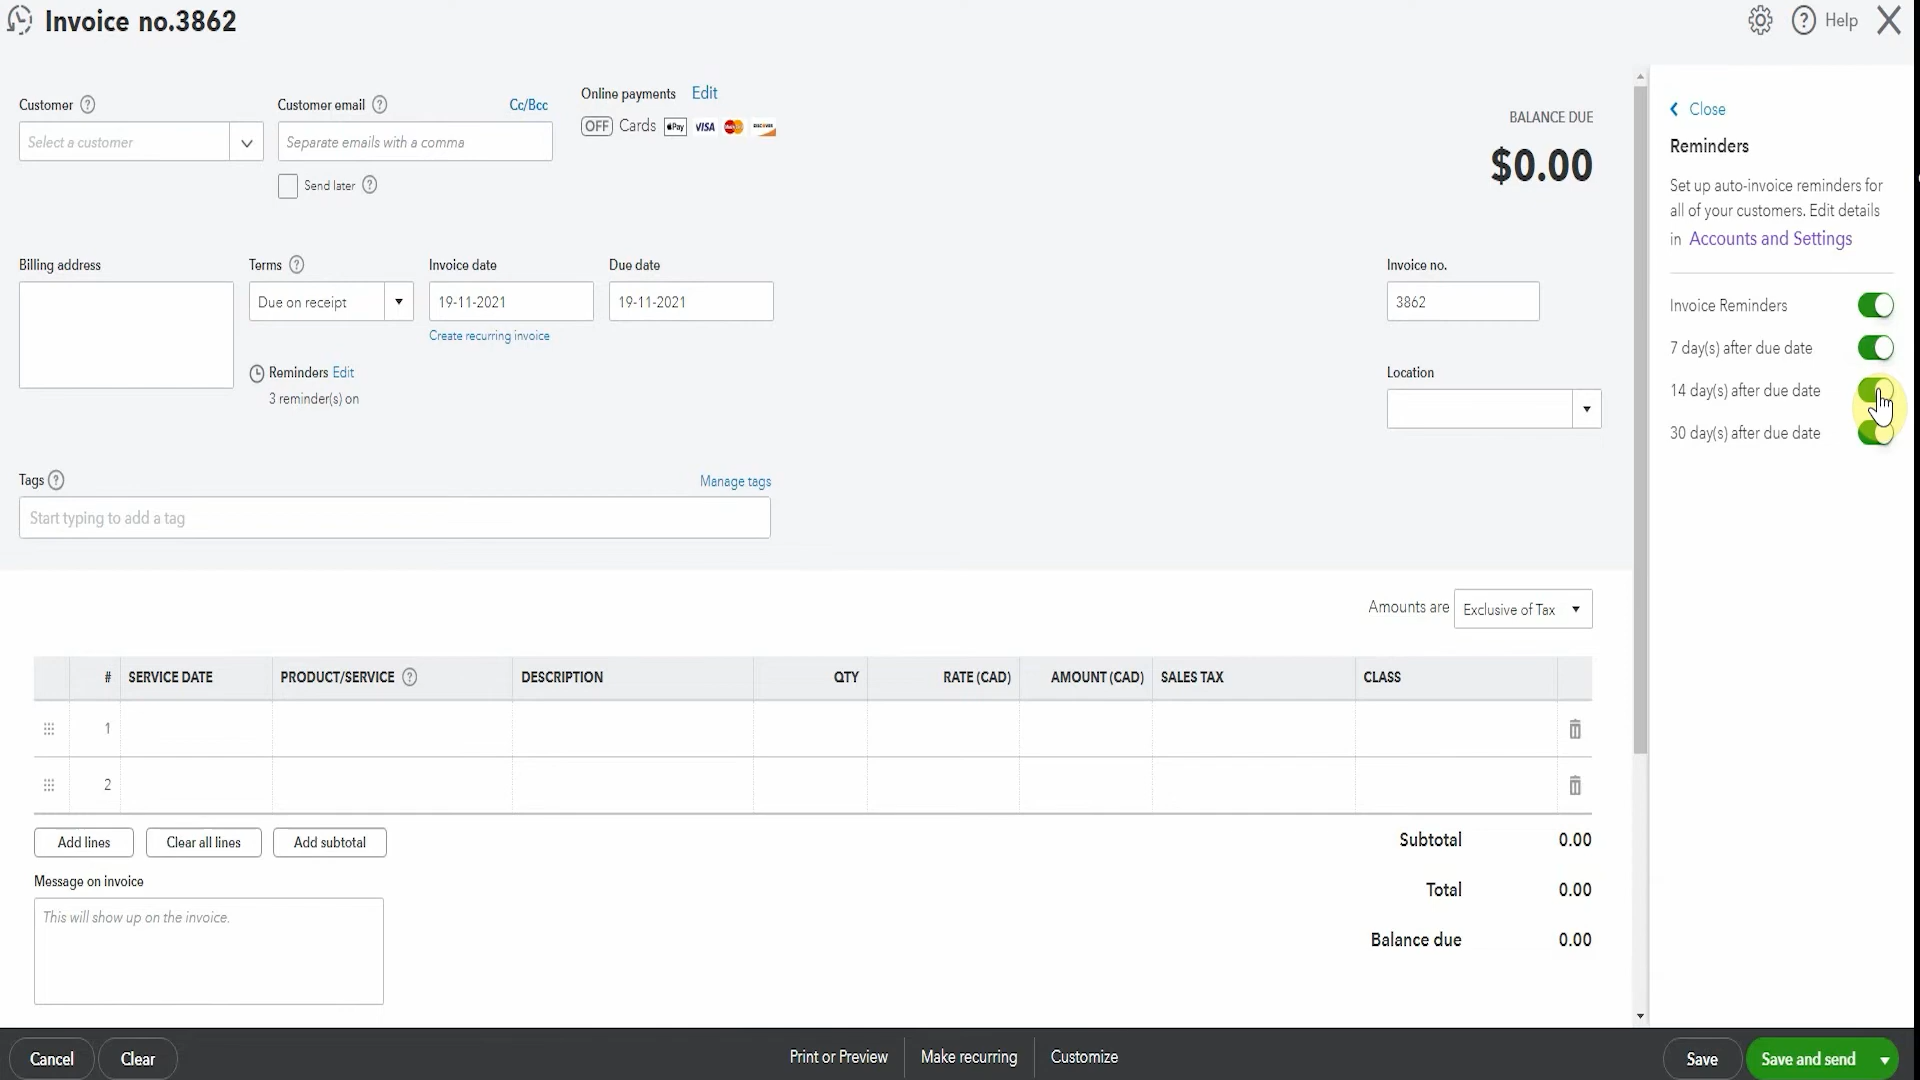 Invoice no.3862
Help
Customer
Customer email
Cc/Bcc
Online payments Edit
OFF Cards Pay VISA DISCOVER
Select a customer
Separate emails with a comma
Send later
BALANCE DUE
$0.00
Billing address
Terms
Due on receipt
Invoice date
19-11-2021
Create recurring invoice
Due date
19-11-2021
Invoice no.
3862
Reminders Edit
3 reminder(s) on
Location
Tags
Manage tags
Start typing to add a tag
Amounts are Exclusive of Tax
# SERVICE DATE PRODUCT/SERVICE DESCRIPTION QTY RATE (CAD) AMOUNT (CAD) SALES TAX CLASS
1
2
Add lines Clear all lines Add subtotal
Subtotal 0.00
Total 0.00
Balance due 0.00
Message on invoice
This will show up on the invoice.
Close
Reminders
Set up auto-invoice reminders for
all of your customers. Edit details
in Accounts and Settings
Invoice Reminders
7 day(s) after due date
14 day(s) after due date
30 day(s) after due date
Cancel Clear Print or Preview Make recurring Customize Save Save and send